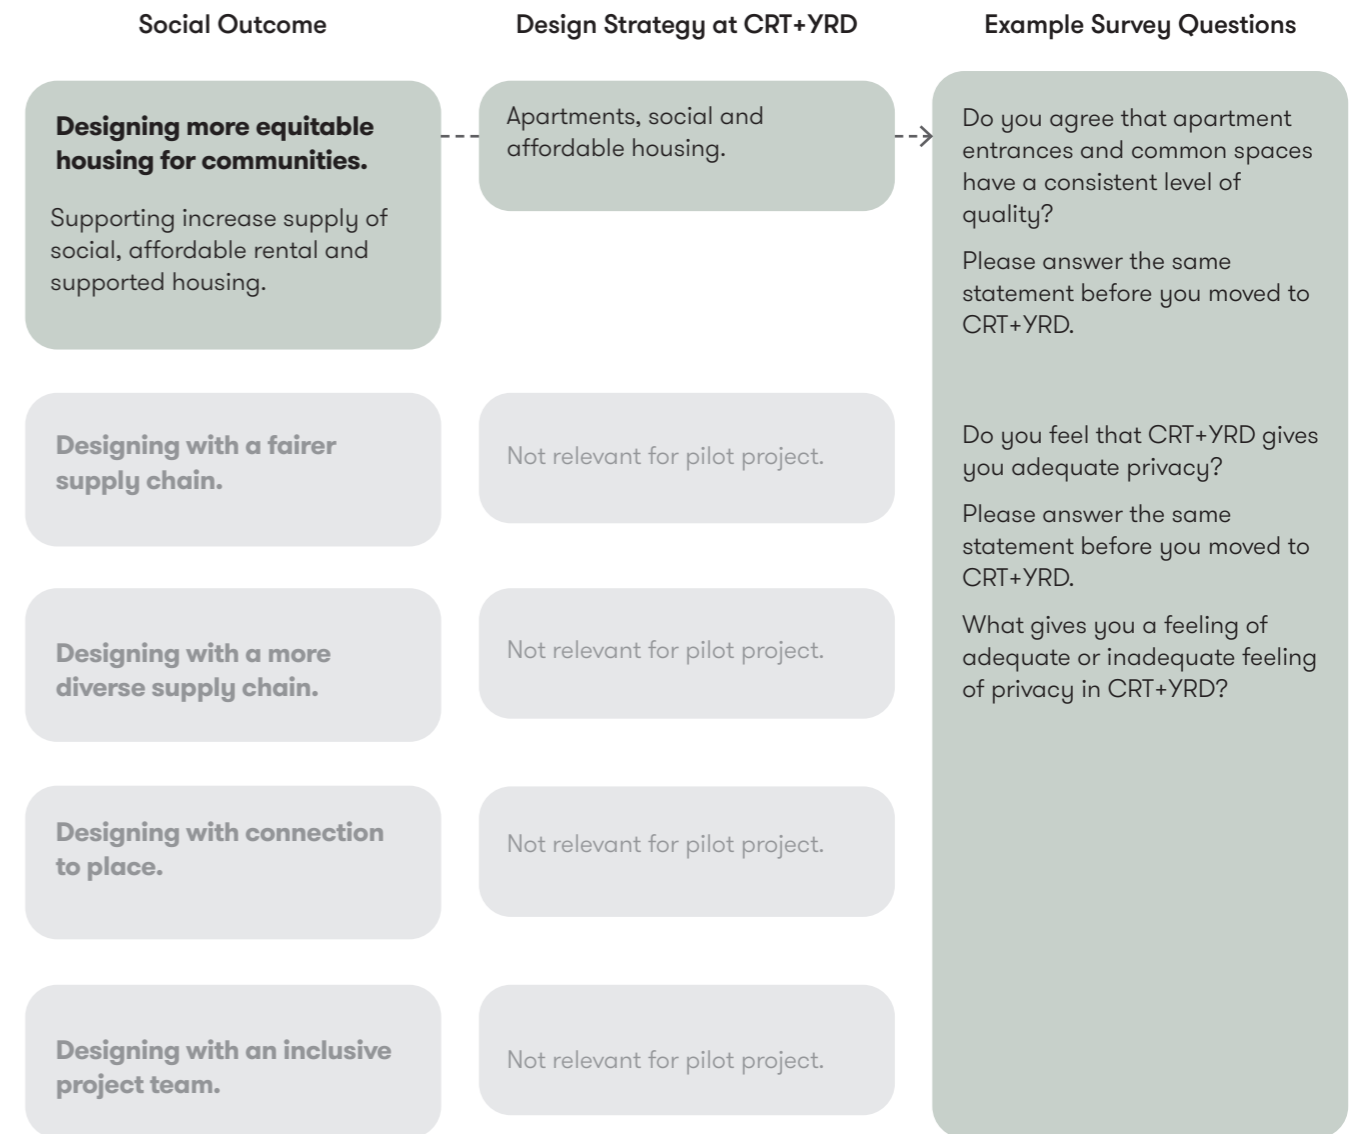 Social Outcome
Design Strategy at CRT+YRD
Example Survey Questions
Designing more equitable
housing for communities.
Supporting increase supply of
social, affordable rental and
supported housing.
Apartments, social and
affordable housing.
Do you agree that apartment
entrances and common spaces
have a consistent level of
quality?
Please answer the same
statement before you moved to
CRT+YRD.
Do you feel that CRT+YRD gives
you adequate privacy?
Please answer the same
statement before you moved to
CRT+YRD.
What gives you a feeling of
adequate or inadequate feeling
of privacy in CRT+YRD?
Designing with a fairer
supply chain.
Not relevant for pilot project.
Designing with a more
diverse supply chain.
Not relevant for pilot project.
Designing with connection
to place.
Not relevant for pilot project.
Designing with an inclusive
project team.
Not relevant for pilot project.